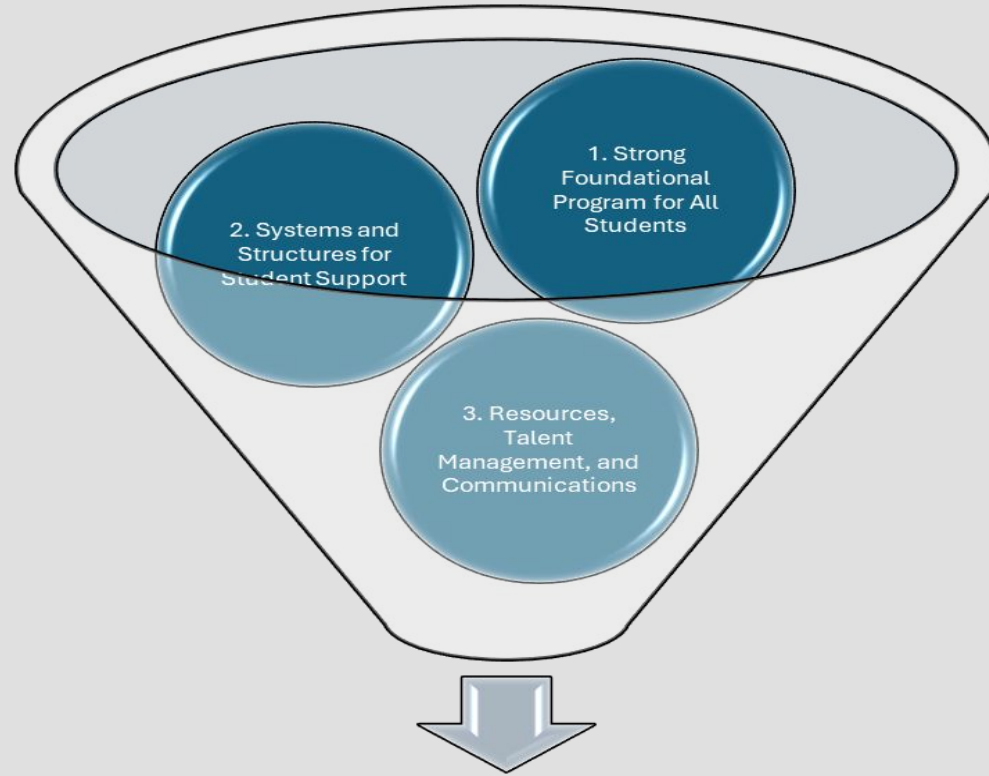 1. Strong
Foundational
Program for All
Students
2. Systems and
Structures for
Student Support
3. Resources,
Talent
Management, and
Communications